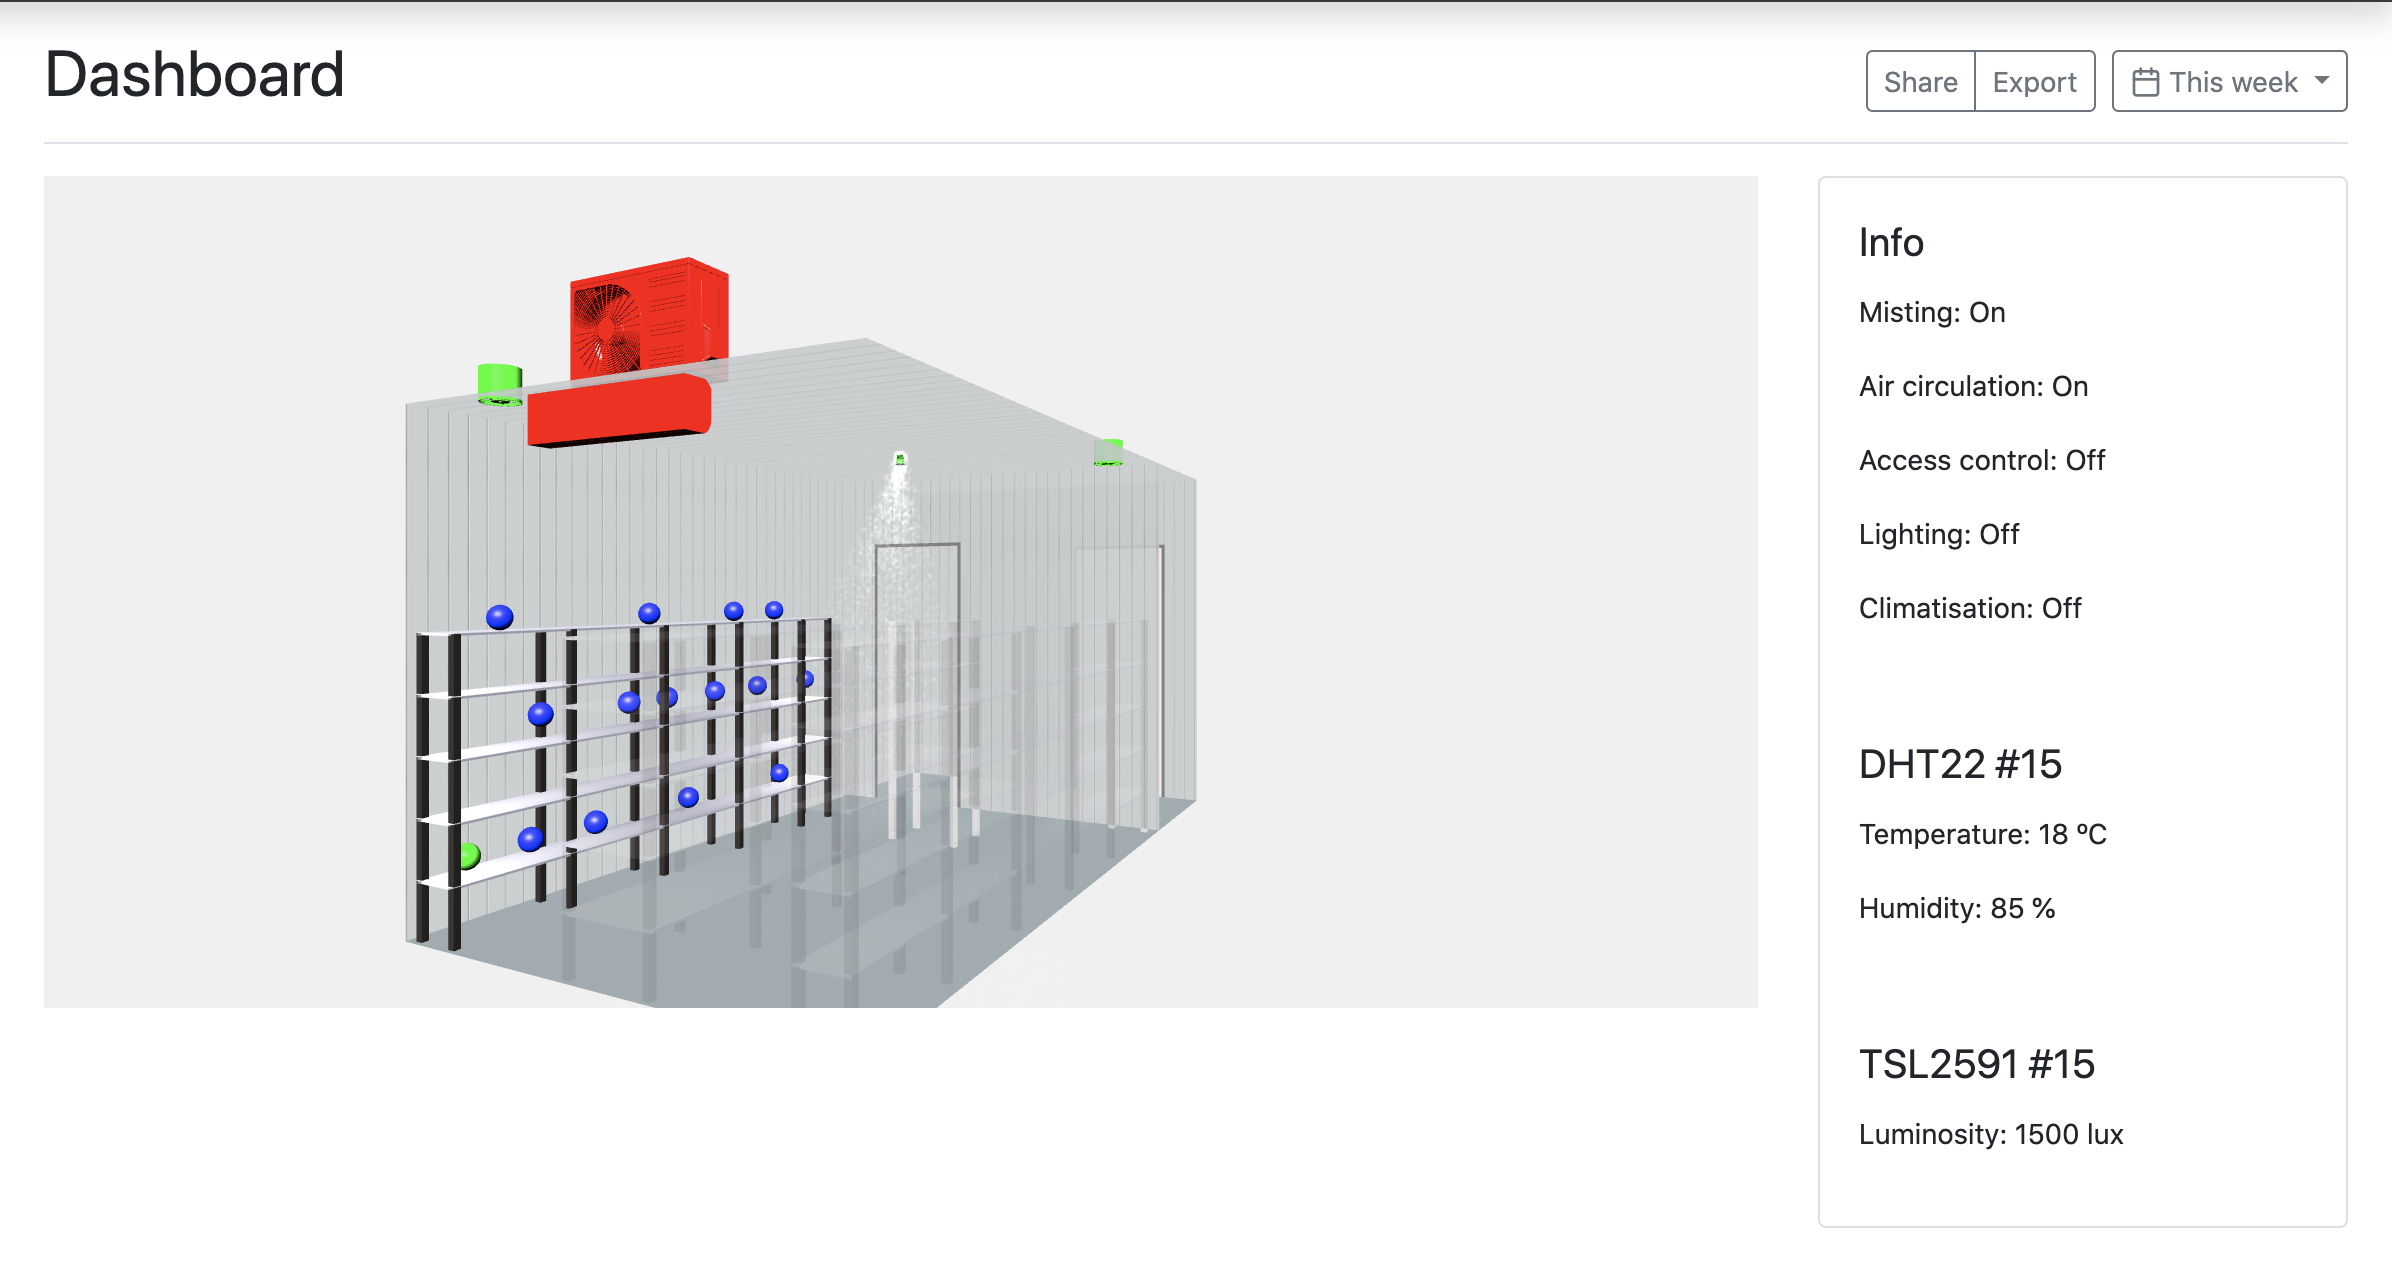 Dashboard
Share
Export
This week
Info
Misting: On
Air circulation: On
Access control: Off
Lighting: Off
Climatisation: Off
DHT22 #15
Temperature: 18 ºC
Humidity: 85 %
TSL2591 #15
Luminosity: 1500 lux